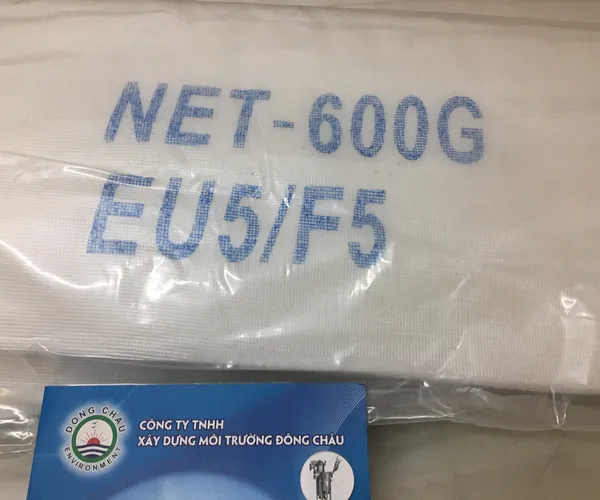 NET-600G
EU5/F5
DONG CHAU
ENVIRONMENT
CÔNG TY TNHH
XÂY DỰNG MÔI TRƯỜNG ĐÔNG CHÂU